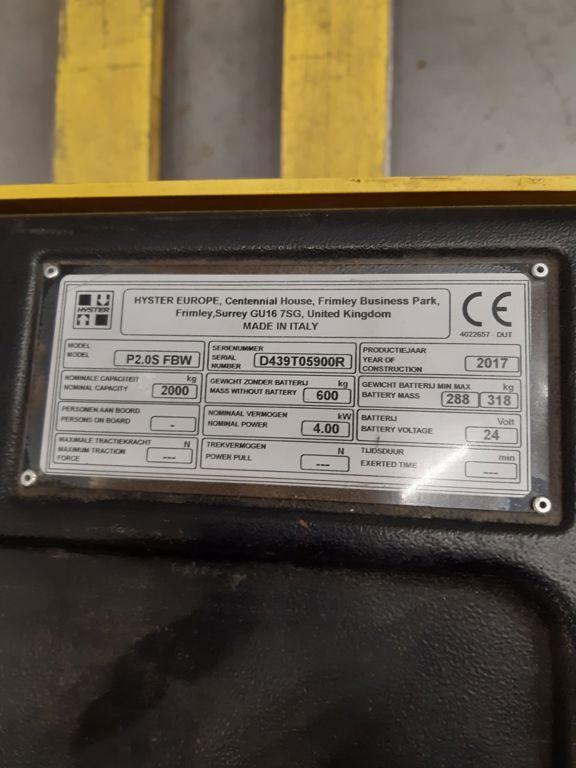 HYSTER
HYSTER EUROPE, Centennial House, Frimley Business Park,
Frimley,Surrey GU16 7SG, United Kingdom
MADE IN ITALY
CE
4022657 - DUT
MODEL
MODEL
P2.0S FBW
SERIENUMMER
SERIAL
NUMBER
D439T05900R
PRODUCTIEJAAR
YEAR OF
CONSTRUCTION
2017
NOMINALE CAPACITEIT kg
NOMINAL CAPACITY
2000
GEWICHT ZONDER BATTERIJ kg
MASS WITHOUT BATTERY
600
GEWICHT BATTERIJ MIN MAX kg
BATTERY MASS
288 318
PERSONEN AAN BOORD
PERSONS ON BOARD
-
NOMINAAL VERMOGEN kW
NOMINAL POWER
4.00
BATTERIJ Volt
BATTERY VOLTAGE
24
MAXIMALE TRACTIEKRACHT N
MAXIMUM TRACTION
FORCE
---
TREKVERMOGEN N
POWER PULL
---
TIJDSDUUR min
EXERTED TIME
---